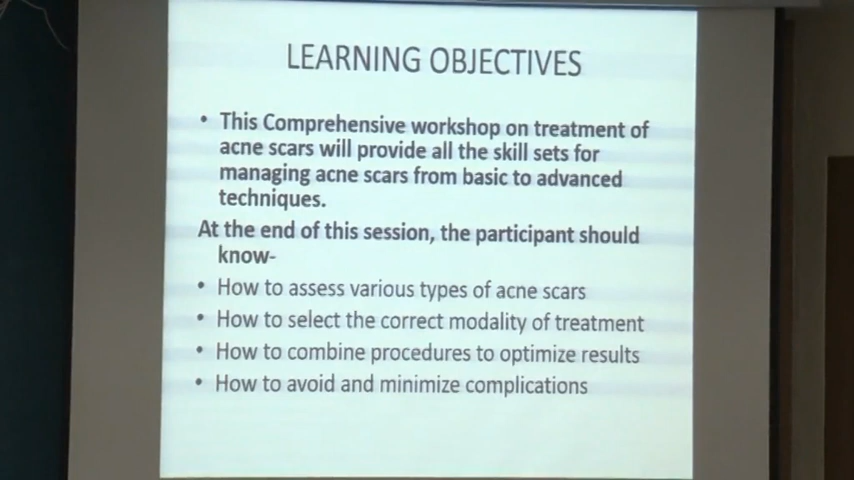 LEARNING OBJECTIVES
• This Comprehensive workshop on treatment of
acne scars will provide all the skill sets for
managing acne scars from basic to advanced
techniques.
At the end of this session, the participant should
know-
• How to assess various types of acne scars
• How to select the correct modality of treatment
• How to combine procedures to optimize results
• How to avoid and minimize complications